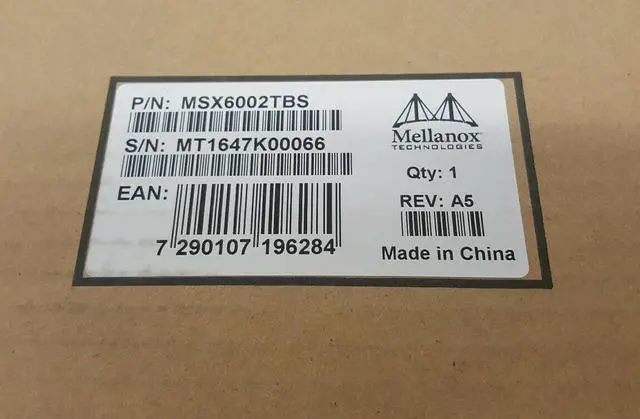 P/N: MSX6002TBS
S/N: MT1647K00066
EAN:
7 290107 196284
Mellanox
TECHNOLOGIES
Qty: 1
REV: A5
Made in China